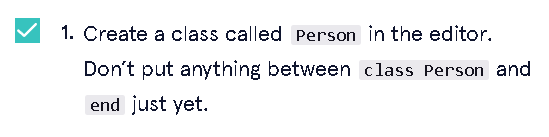 1. Create a class called Person in the editor.
Don't put anything between class Person and
end just yet.